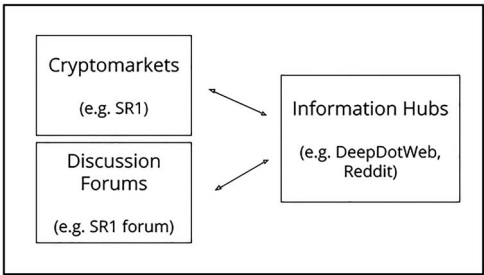 Cryptomarkets
(e.g. SR1)
Discussion
Forums
(e.g. SR1 forum)
Information Hubs
(e.g. DeepDotWeb,
Reddit)